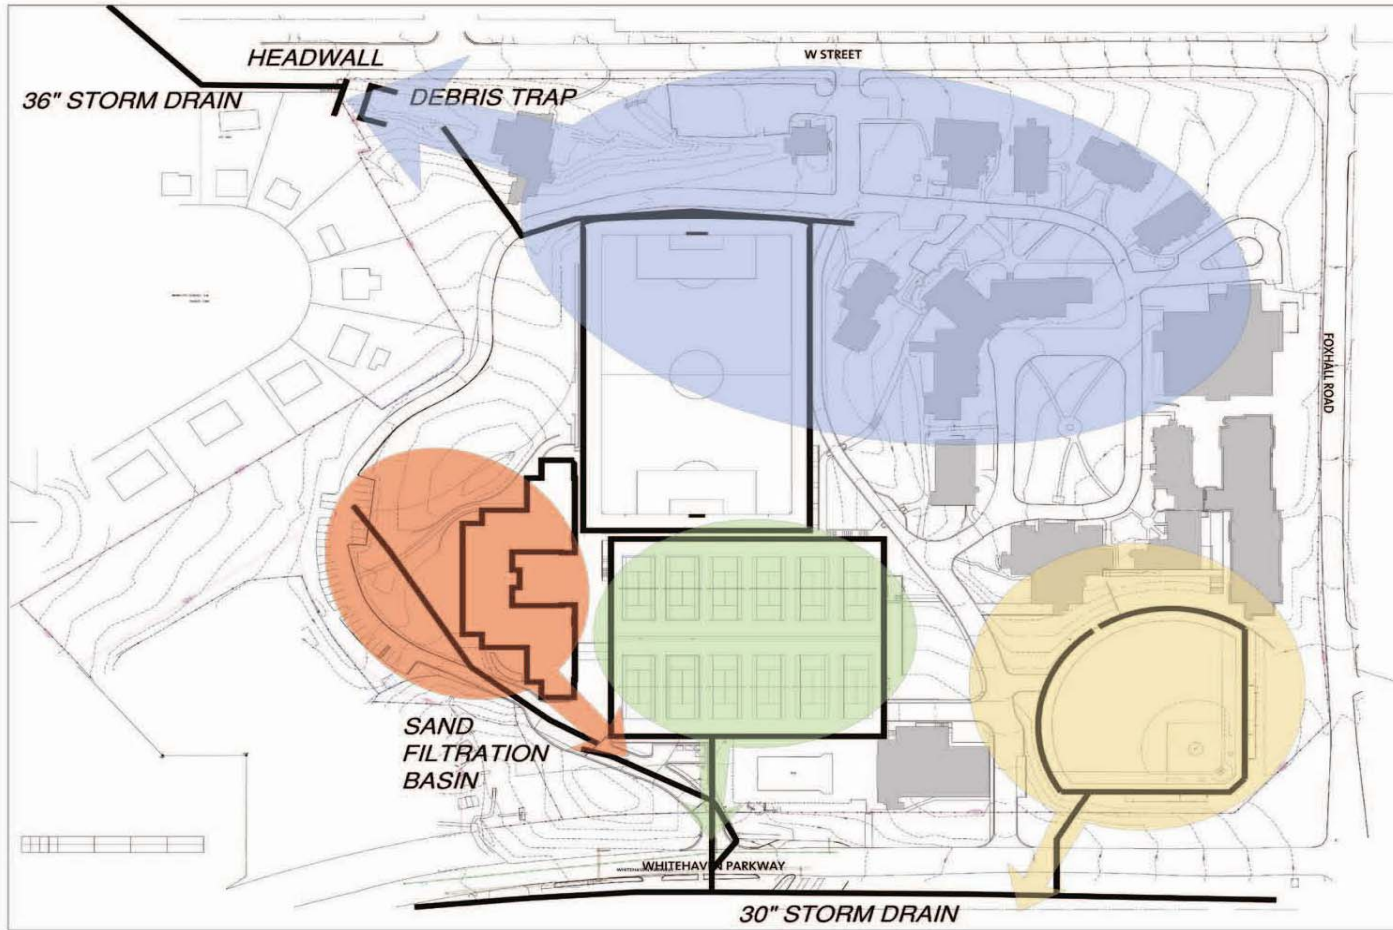 W STREET
HEADWALL
36" STORM DRAIN
DEBRIS TRAP
FOXHALL ROAD
SAND
FILTRATION
BASIN
WHITEHAVEN PARKWAY
30" STORM DRAIN